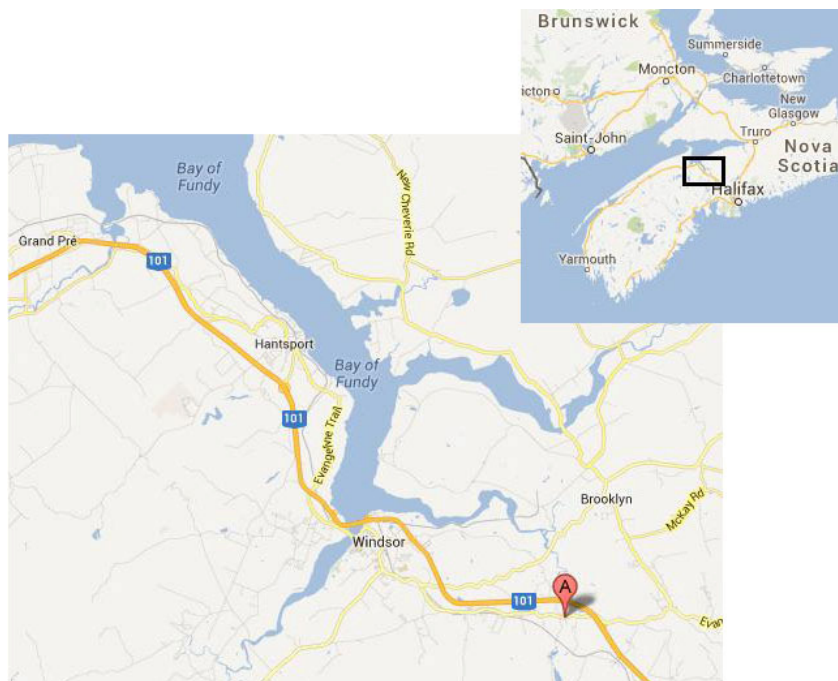 Brunswick
Summerside
Moncton
Charlottetown
icton
New
Glasgow
Saint-John
Truro
Nova
Scotia
Halifax
Yarmouth
Bay of
Fundy
New Cheverie Rd
Grand Pré
101
Hantsport
Bay of
Fundy
101
Evangeline Trail
Brooklyn
McKay Rd
Windsor
A
101
Evan